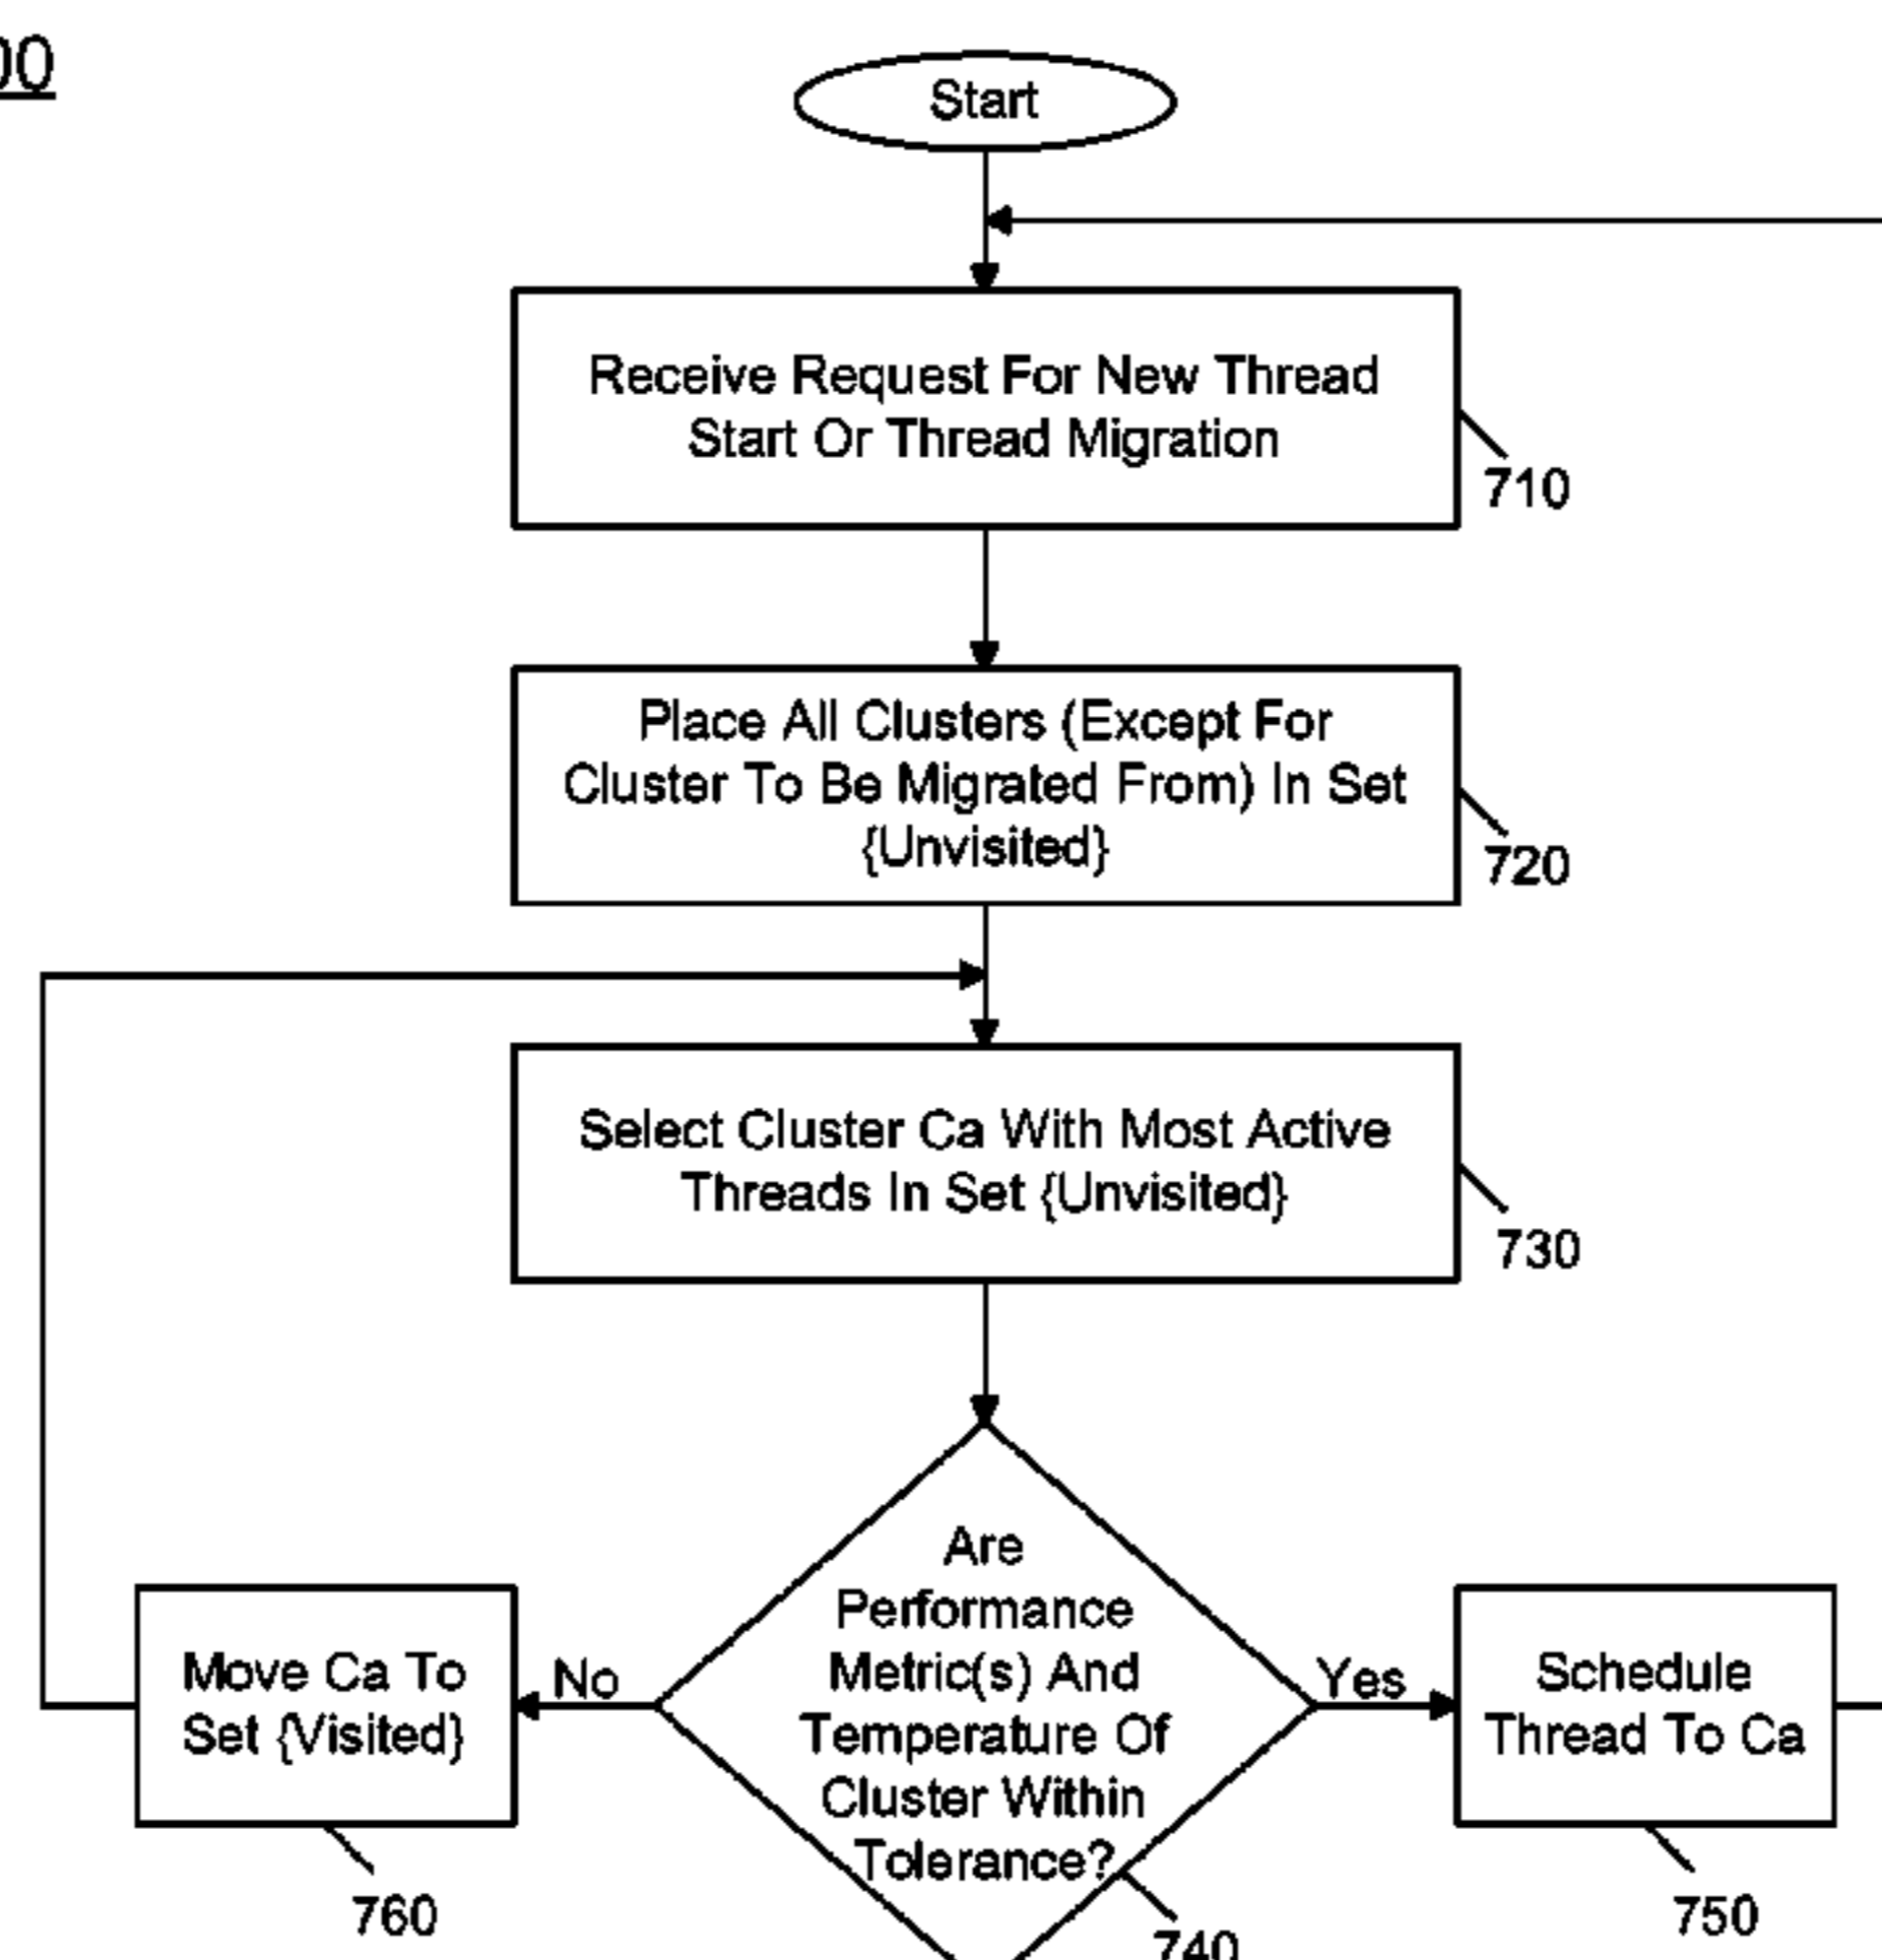 00
Start
Receive Request For New Thread
Start Or Thread Migration
710
Place All Clusters (Except For
Cluster To Be Migrated From) In Set
{Unvisited}
720
Select Cluster Ca With Most Active
Threads In Set {Unvisited}
730
Are
Performance
Metric(s) And
Temperature Of
Cluster Within
Tolerance?
740
No
Move Ca To
Set {Visited}
760
Yes
Schedule
Thread To Ca
750